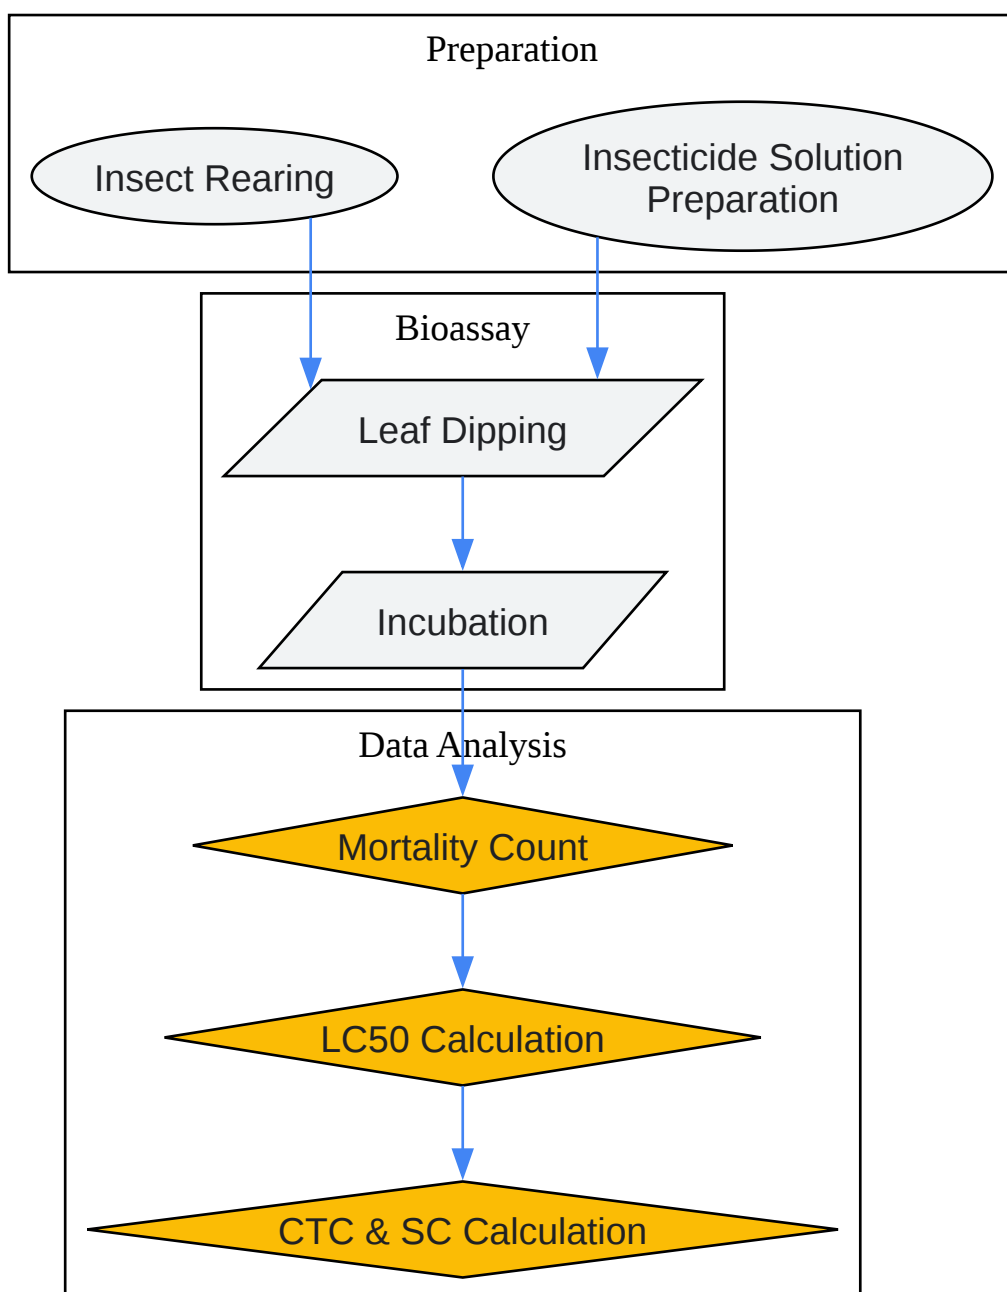 Preparation
Insect Rearing
Insecticide Solution
Preparation
Bioassay
Leaf Dipping
Incubation
Data Analysis
Mortality Count
LC50 Calculation
CTC & SC Calculation